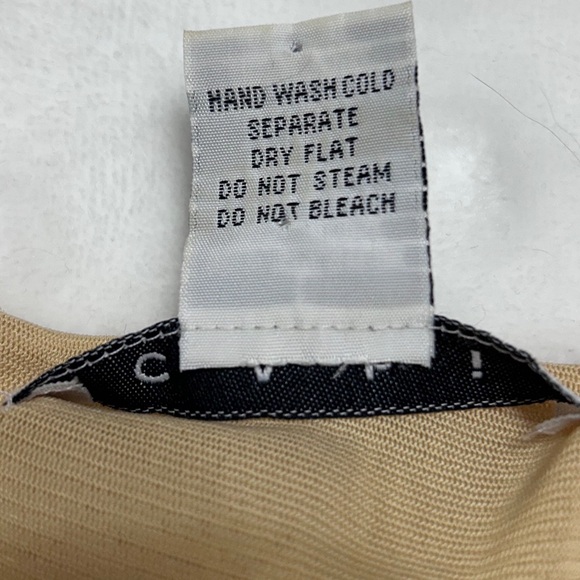 HAND WASH COLD
SEPARATE
DRY FLAT
DO NOT STEAM
DO NOT BLEACH